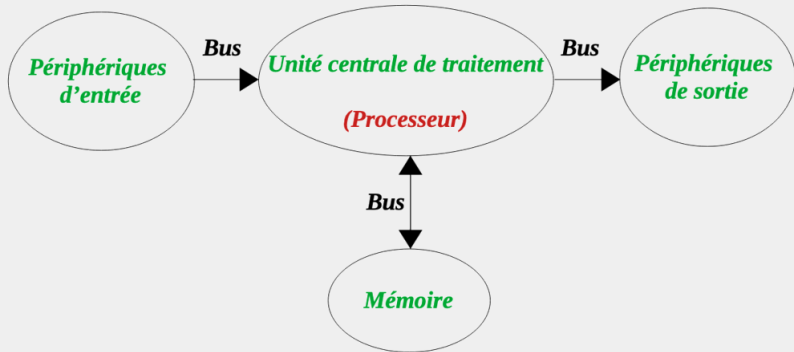 Bus
Bus
Périphériques
d’entrée
Unité centrale de traitement
(Processeur)
Périphériques
de sortie
Bus
Mémoire